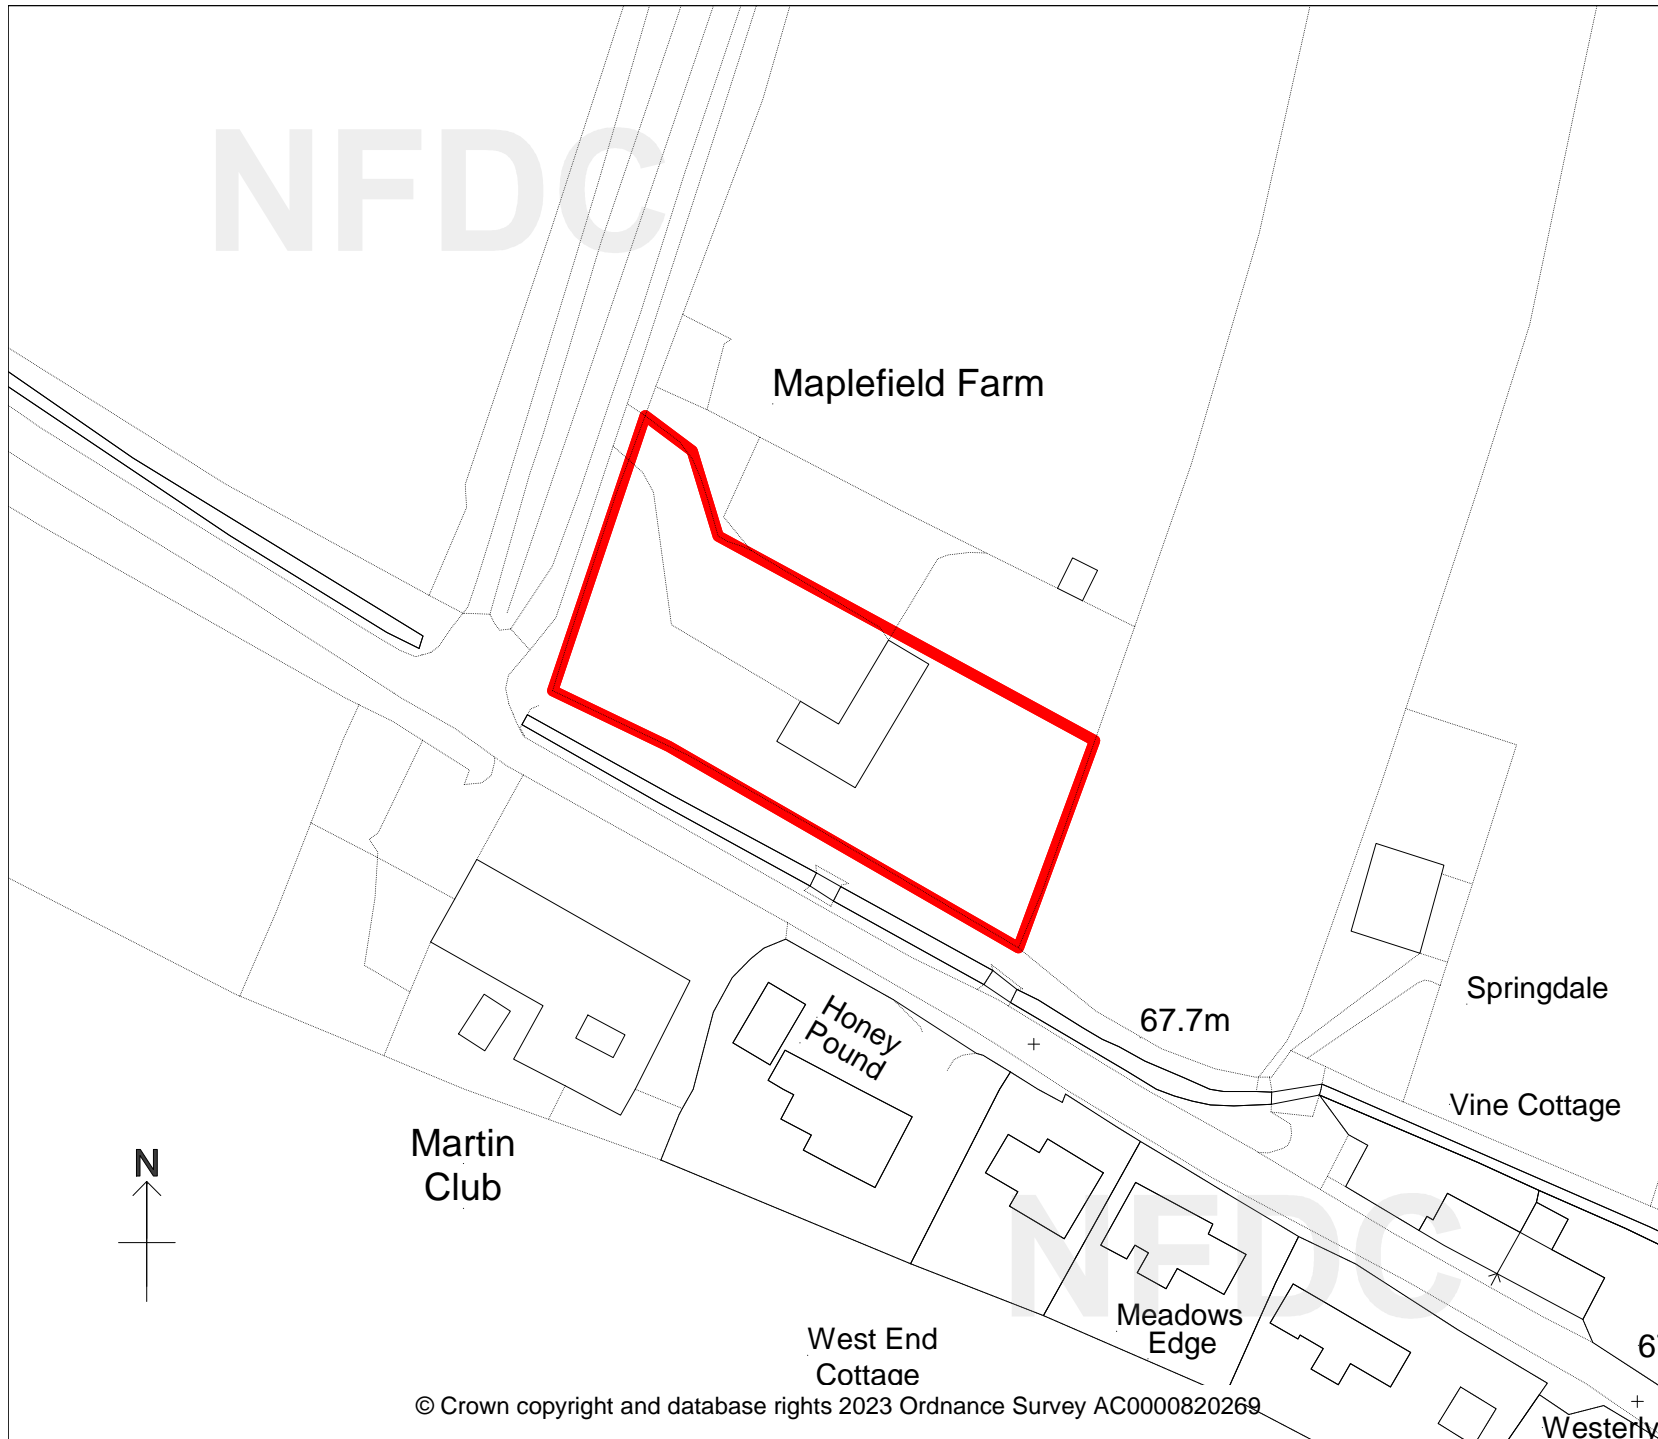 NFDC
Maplefield Farm
Honey
Pound
67.7m
Springdale
Vine Cottage
Martin
Club
N
NFDC
Meadows
Edge
West End
Cottage
© Crown copyright and database rights 2023 Ordnance Survey AC0000820269
Westerly